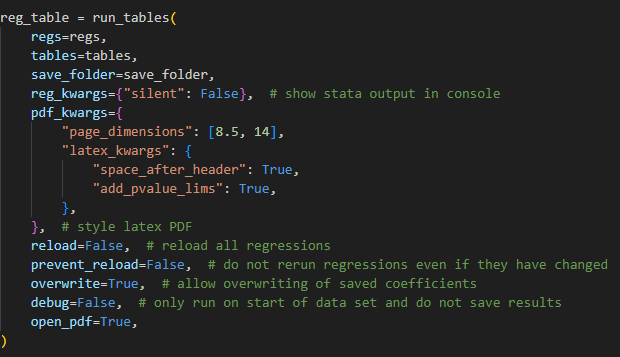 reg_table = run_tables(
    regs=regs,
    tables=tables,
    save_folder=save_folder,
    reg_kwargs={"silent": False},  # show stata output in console
    pdf_kwargs={
        "page_dimensions": [8.5, 14],
        "latex_kwargs": {
            "space_after_header": True,
            "add_pvalue_lims": True,
        },
    },  # style latex PDF
    reload=False,  # reload all regressions
    prevent_reload=False,  # do not rerun regressions even if they have changed
    overwrite=True,  # allow overwriting of saved coefficients
    debug=False,  # only run on start of data set and do not save results
    open_pdf=True,
)